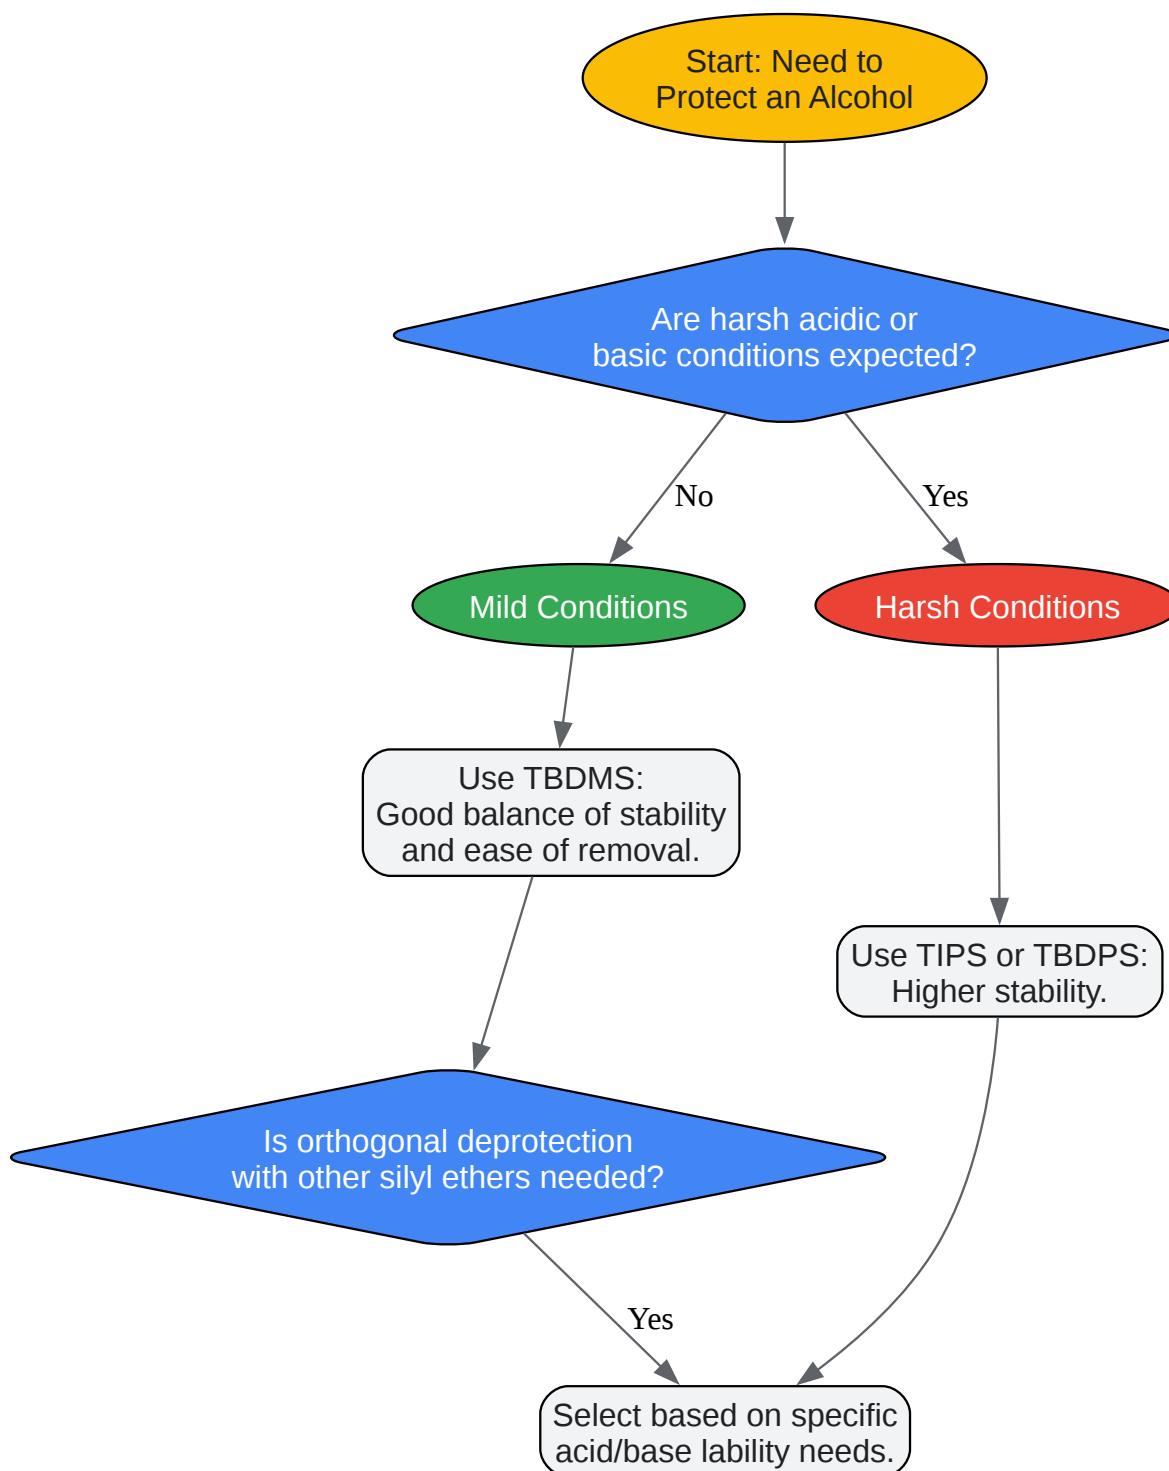 Start: Need to
Protect an Alcohol
Are harsh acidic or
basic conditions expected?
No
Yes
Mild Conditions
Harsh Conditions
Use TBDMS:
Good balance of stability
and ease of removal.
Use TIPS or TBDPS:
Higher stability.
Is orthogonal deprotection
with other silyl ethers needed?
Yes
Select based on specific
acid/base lability needs.